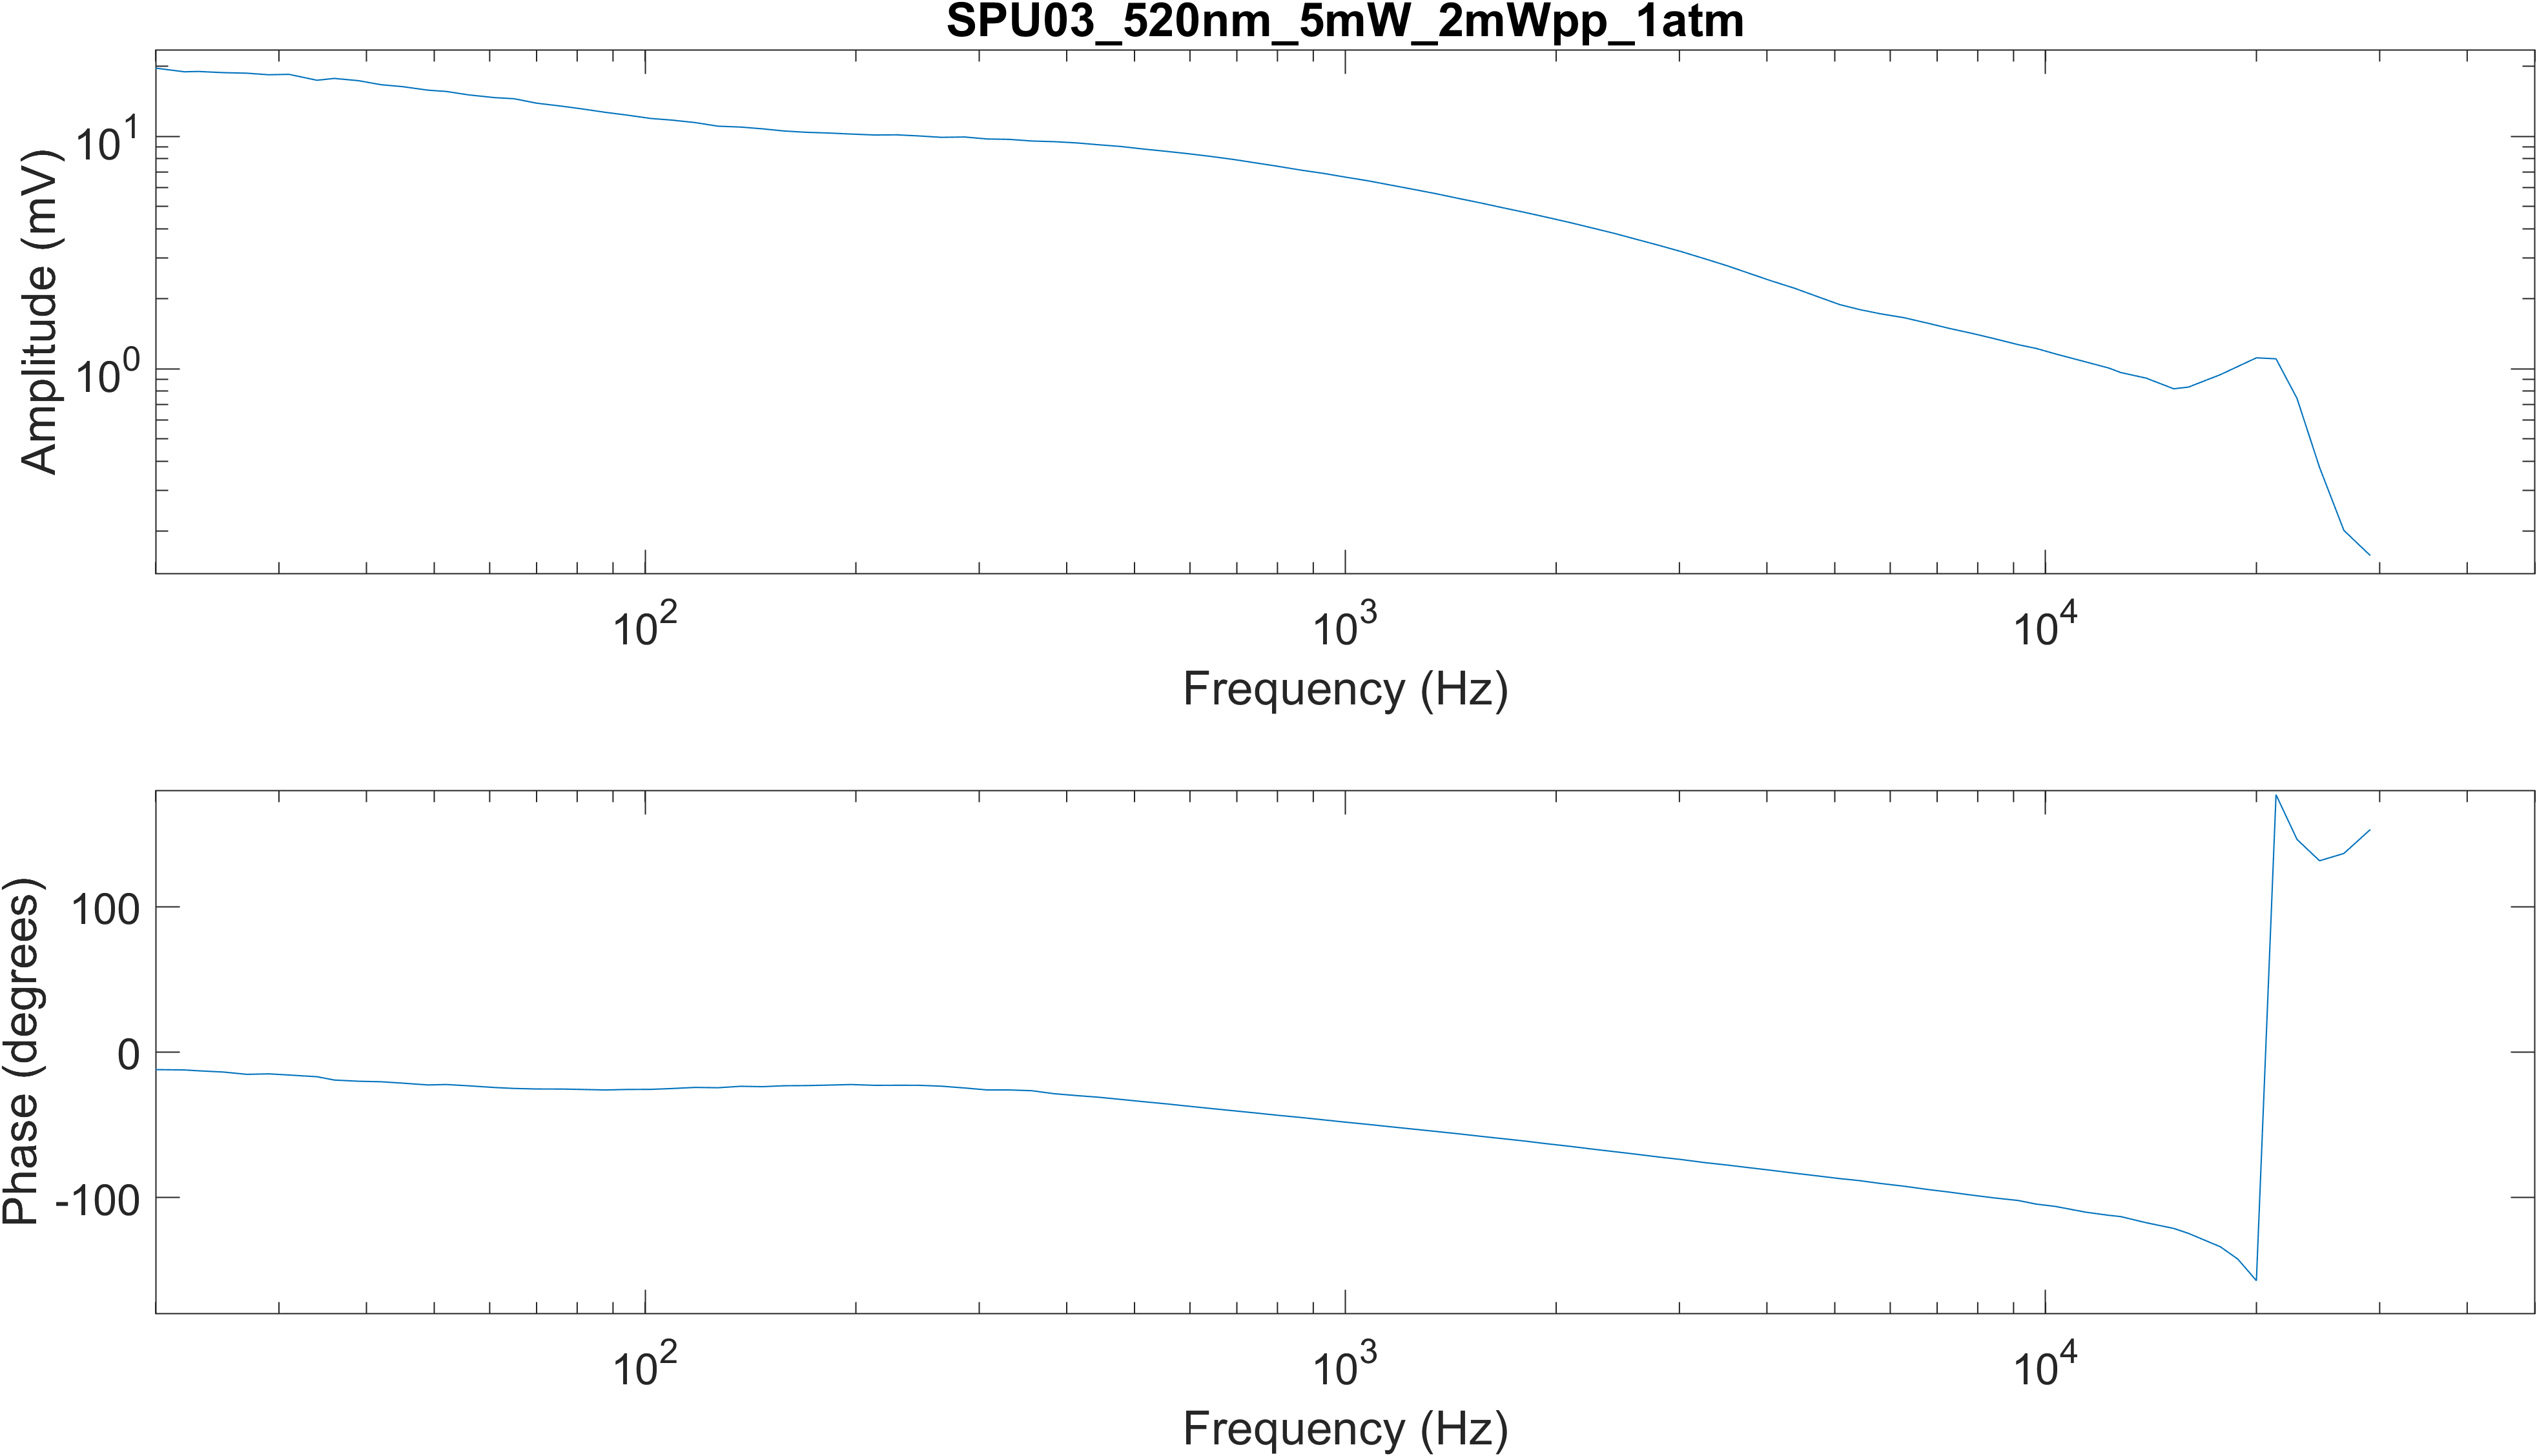 SPU03_520nm_5mW_2mWpp_1atm
Amplitude (mV)
10^1
10^0
10^2
10^3
10^4
Frequency (Hz)
Phase (degrees)
100
0
-100
10^2
10^3
10^4
Frequency (Hz)